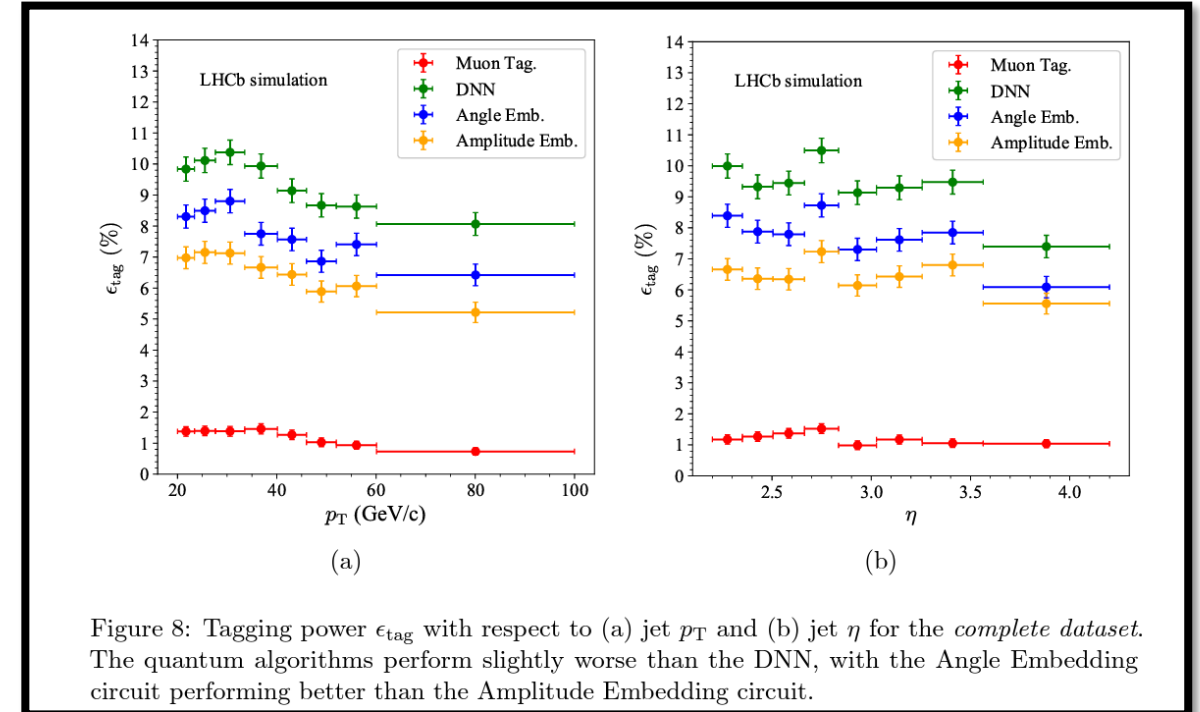 14
13
12
11
10
9
8
7
6
5
4
3
2
1
0
ϵtag (%)
LHCb simulation
Muon Tag.
DNN
Angle Emb.
Amplitude Emb.
20 40 60 80 100
pT (GeV/c)
(a)
14
13
12
11
10
9
8
7
6
5
4
3
2
1
0
ϵtag (%)
LHCb simulation
Muon Tag.
DNN
Angle Emb.
Amplitude Emb.
2.5 3.0 3.5 4.0
η
(b)
Figure 8: Tagging power ϵtag with respect to (a) jet pT and (b) jet η for the complete dataset.
The quantum algorithms perform slightly worse than the DNN, with the Angle Embedding
circuit performing better than the Amplitude Embedding circuit.